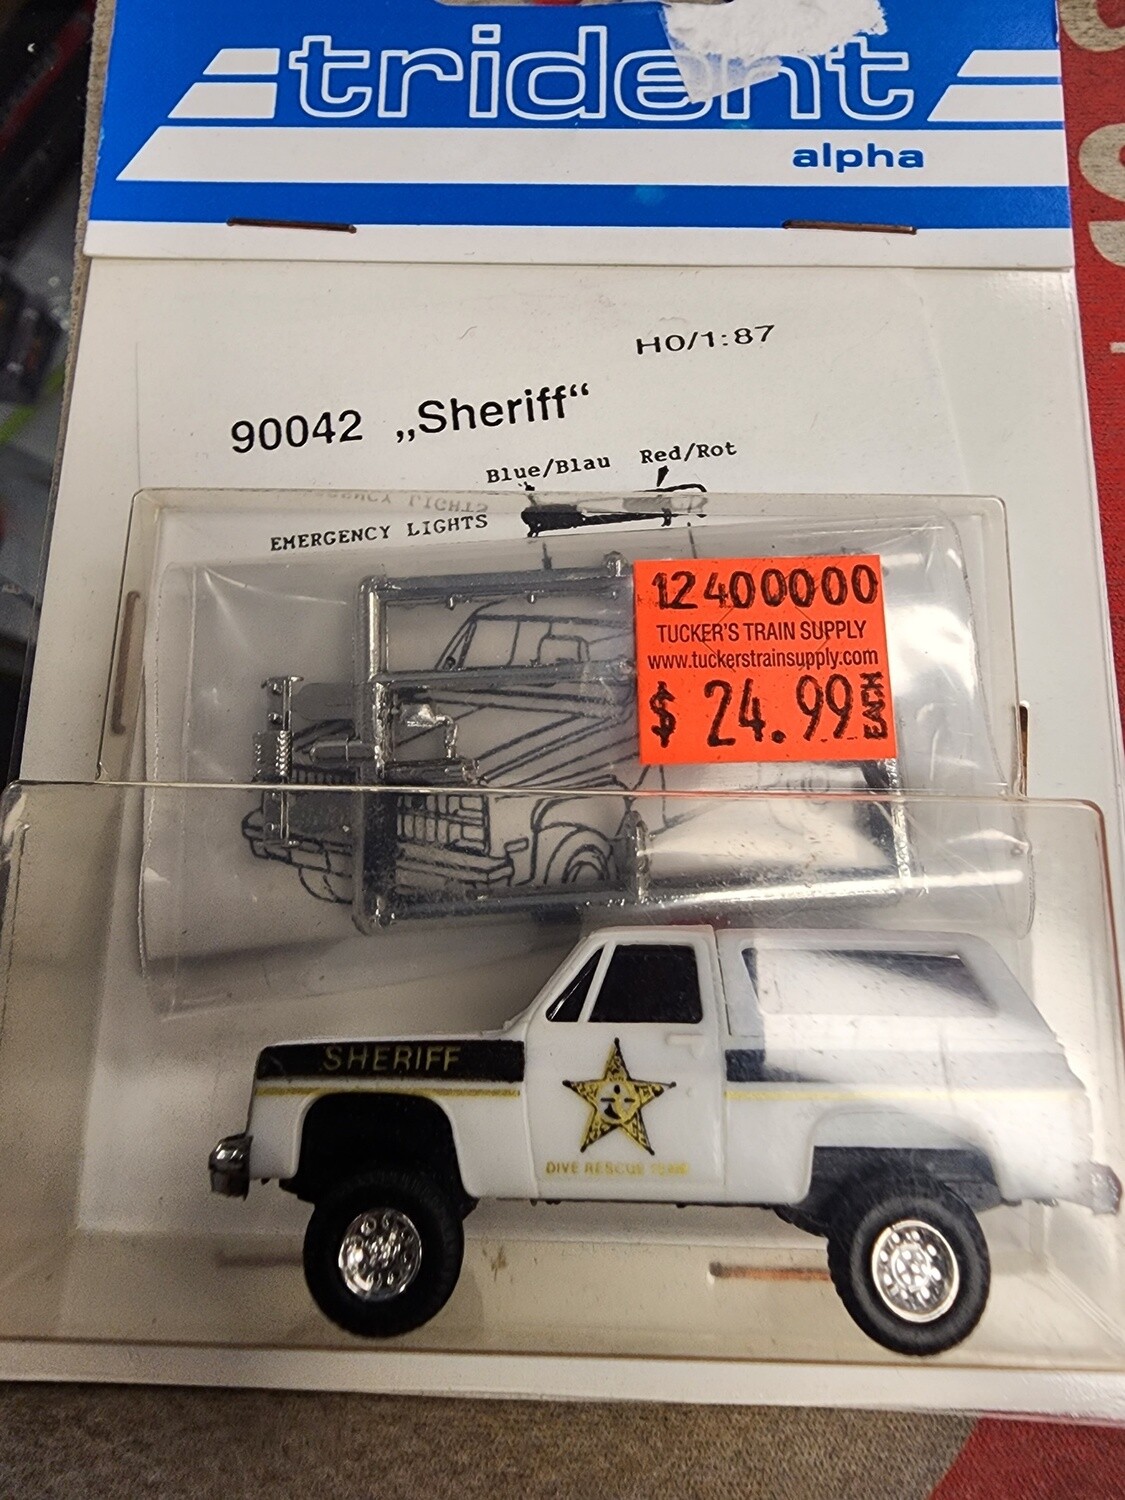 trident
alpha
HO/1:87
90042 „Sheriff“
Blue/Blau Red/Rot
EMERGENCY LIGHTS
12400000
TUCKER'S TRAIN SUPPLY
www.tuckerstrainsupply.com
$ 24.99 EACH
SHERIFF
DIVE RESCUE TEAM